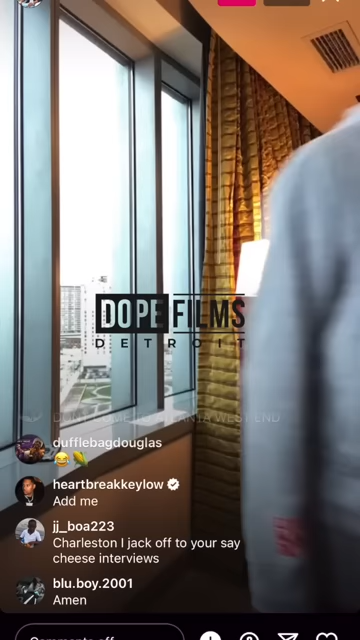 DOPE FILMS
DETROIT
dufflebagdouglas
😂🌽
heartbreakkeylow
Add me
jj_boa223
Charleston I jack off to your say
cheese interviews
blu.boy.2001
Amen
Comments off